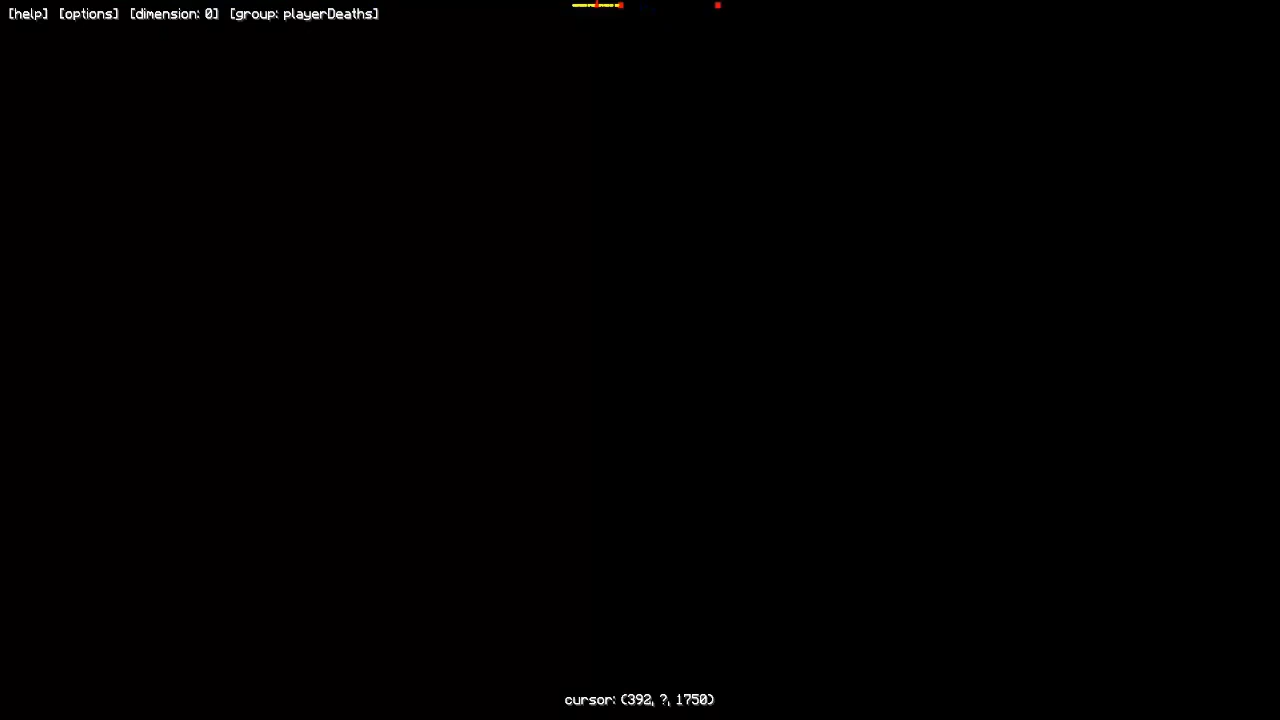 [help] [options] [dimension: 0] [group: playerDeaths]
cursor: (392, ?, 1750)